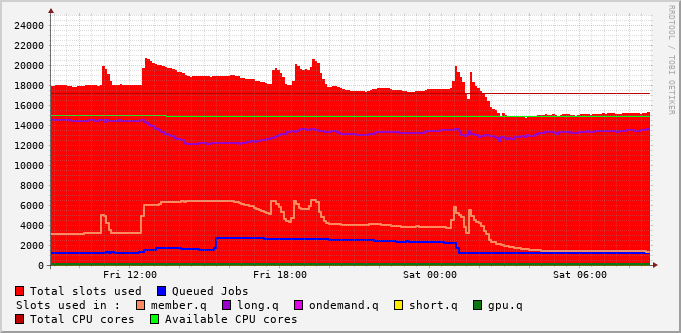 RRDTOOL / TOBI OETIKER
24000
22000
20000
18000
16000
14000
12000
10000
8000
6000
4000
2000
0
Fri 12:00 Fri 18:00 Sat 00:00 Sat 06:00
Total slots used Queued Jobs
Slots used in : member.q long.q ondemand.q short.q gpu.q
Total CPU cores Available CPU cores